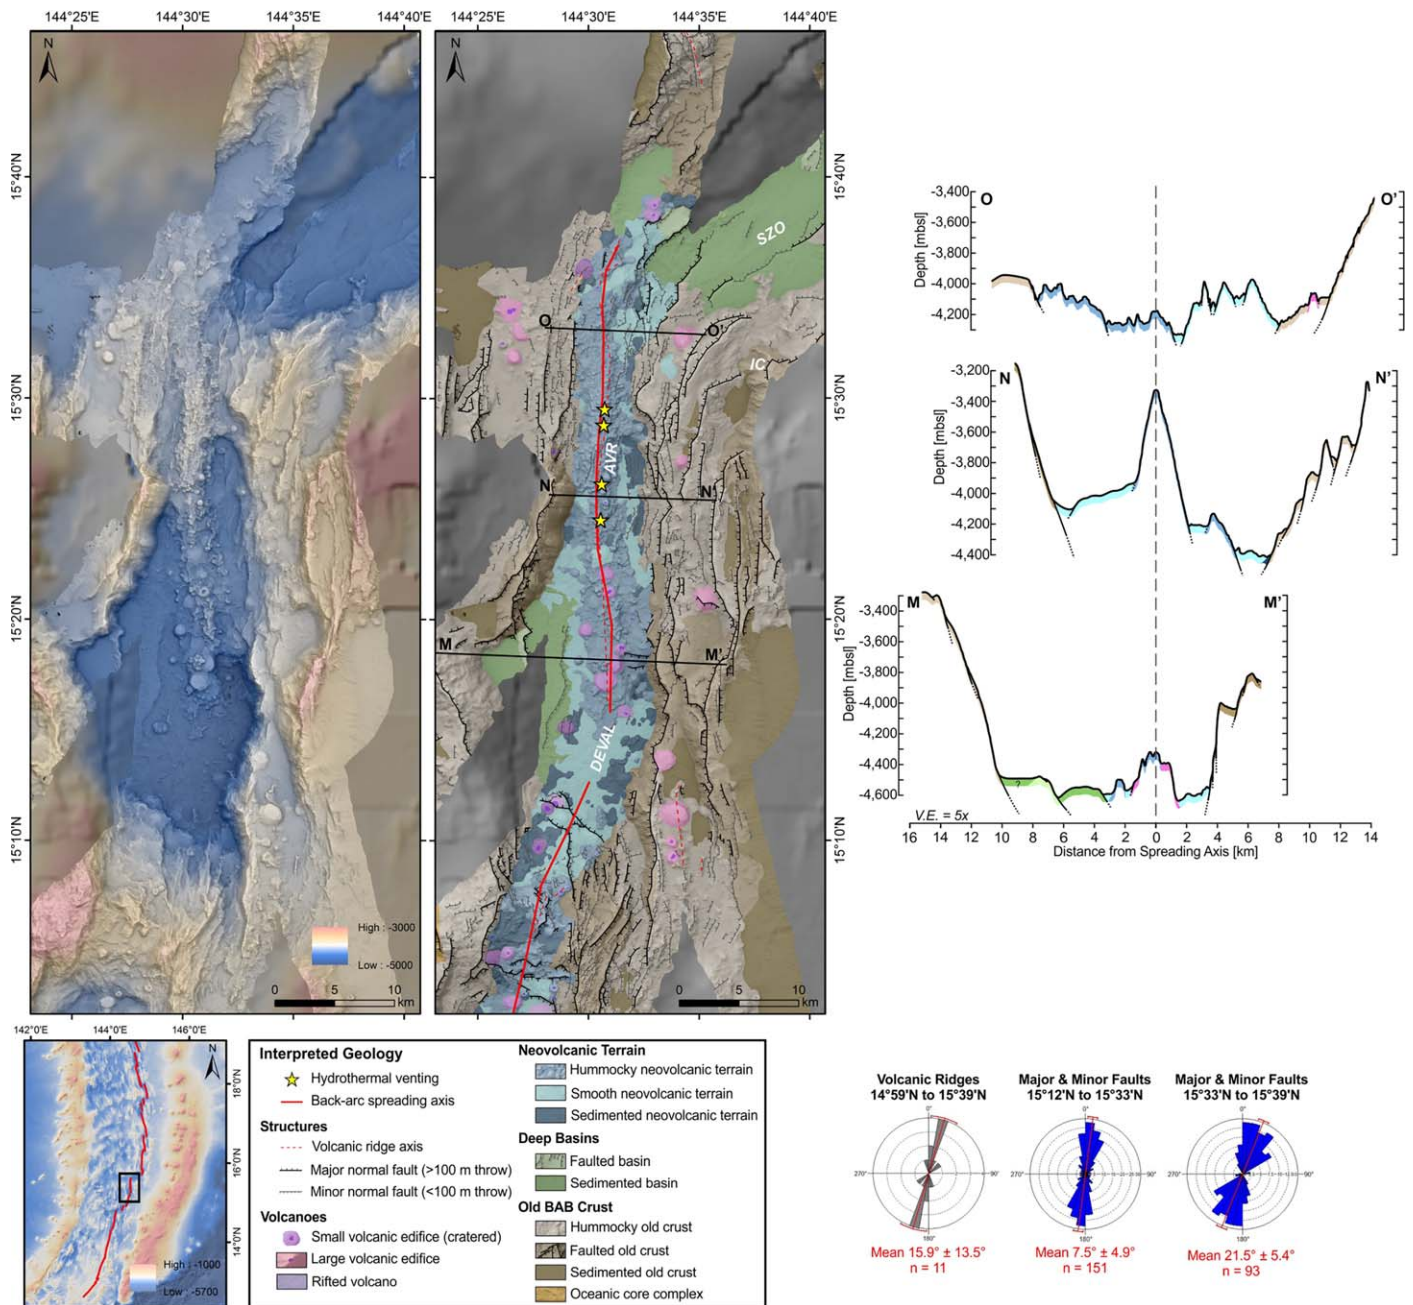 144°25'E 144°30'E 144°35'E 144°40'E
144°25'E 144°30'E 144°35'E 144°40'E
N
N
15°40'N
15°30'N
15°20'N
15°10'N
15°40'N
15°30'N
15°20'N
15°10'N
SZO
O O'
IC
AVR
N N'
M M'
DEVAL
High : -3000
Low : -5000
0 5 10
km
0 5 10
km
O O'
Depth [mbsl]
-3,400
-3,600
-3,800
-4,000
-4,200
N N'
Depth [mbsl]
-3,200
-3,400
-3,600
-3,800
-4,000
-4,200
-4,400
M M'
Depth [mbsl]
-3,400
-3,600
-3,800
-4,000
-4,200
-4,400
-4,600
?
V.E. = 5x
16 14 12 10 8 6 4 2 0 2 4 6 8 10 12 14
Distance from Spreading Axis [km]
142°0'E 144°0'E 146°0'E
N
18°0'N
16°0'N
14°0'N
High : -1000
Low : -5700
Interpreted Geology
Hydrothermal venting
Back-arc spreading axis
Structures
Volcanic ridge axis
Major normal fault (>100 m throw)
Minor normal fault (<100 m throw)
Volcanoes
Small volcanic edifice (cratered)
Large volcanic edifice
Rifted volcano
Neovolcanic Terrain
Hummocky neovolcanic terrain
Smooth neovolcanic terrain
Sedimented neovolcanic terrain
Deep Basins
Faulted basin
Sedimented basin
Old BAB Crust
Hummocky old crust
Faulted old crust
Sedimented old crust
Oceanic core complex
Volcanic Ridges
14°59'N to 15°39'N
0°
270° 90°
180°
Mean 15.9° ± 13.5°
n = 11
Major & Minor Faults
15°12'N to 15°33'N
0°
270° 90°
180°
Mean 7.5° ± 4.9°
n = 151
Major & Minor Faults
15°33'N to 15°39'N
0°
270° 90°
180°
Mean 21.5° ± 5.4°
n = 93